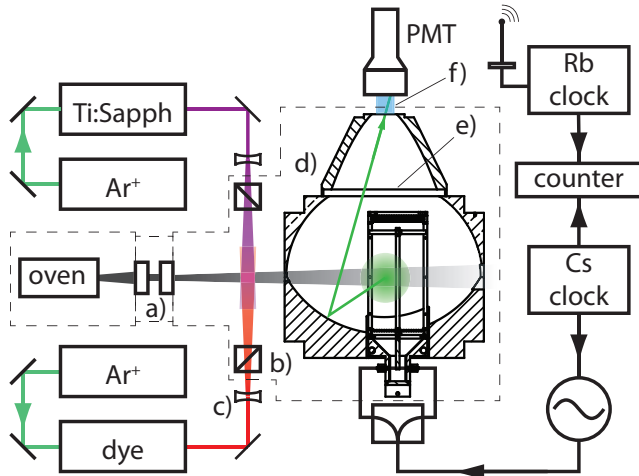 PMT
f)
Rb
clock
Ti:Sapph
e)
d)
Ar⁺
counter
oven
a)
Cs
clock
b)
Ar⁺
c)
dye